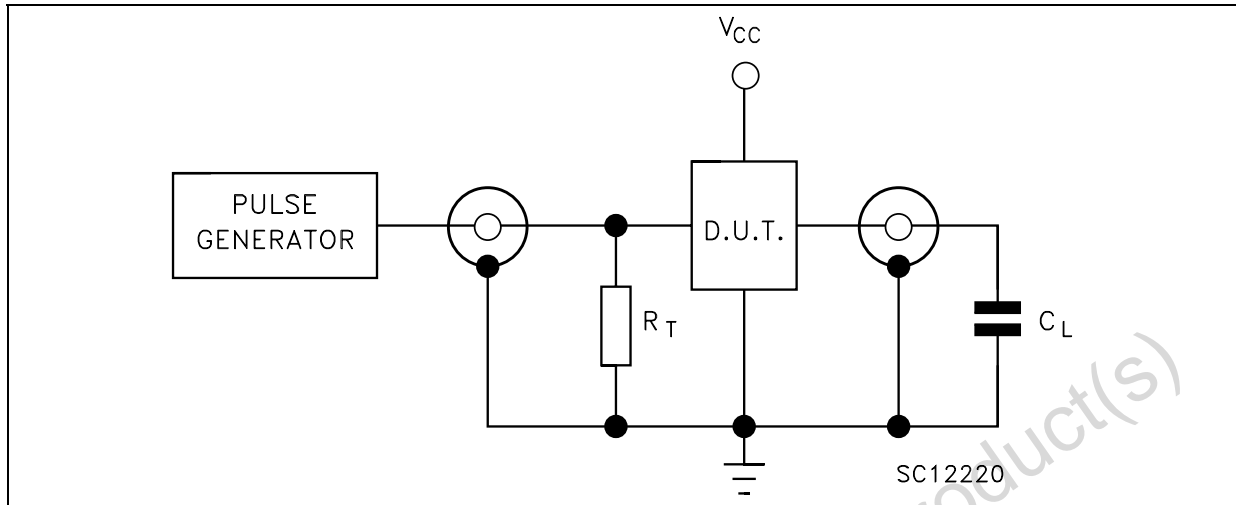 VCC
PULSE
GENERATOR
D.U.T.
RT
CL
SC12220